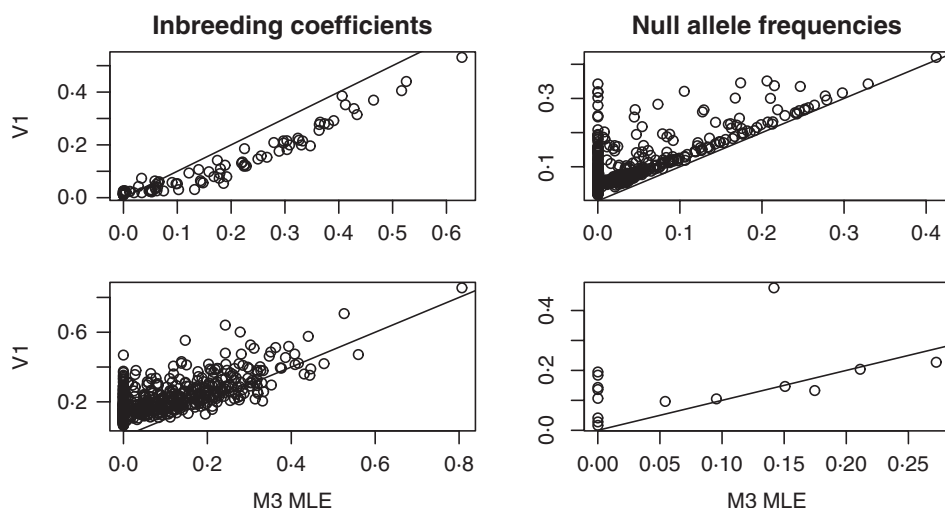 Inbreeding coefficients Null allele frequencies
V1
0·0 0·2 0·4
0·0 0·1 0·2 0·3 0·4 0·5 0·6
0·1 0·3
0·0 0·1 0·2 0·3 0·4
V1
0·2 0·6
0·0 0·2 0·4 0·6 0·8
M3 MLE
0·0 0·2 0·4
0·00 0·05 0·10 0·15 0·20 0·25
M3 MLE